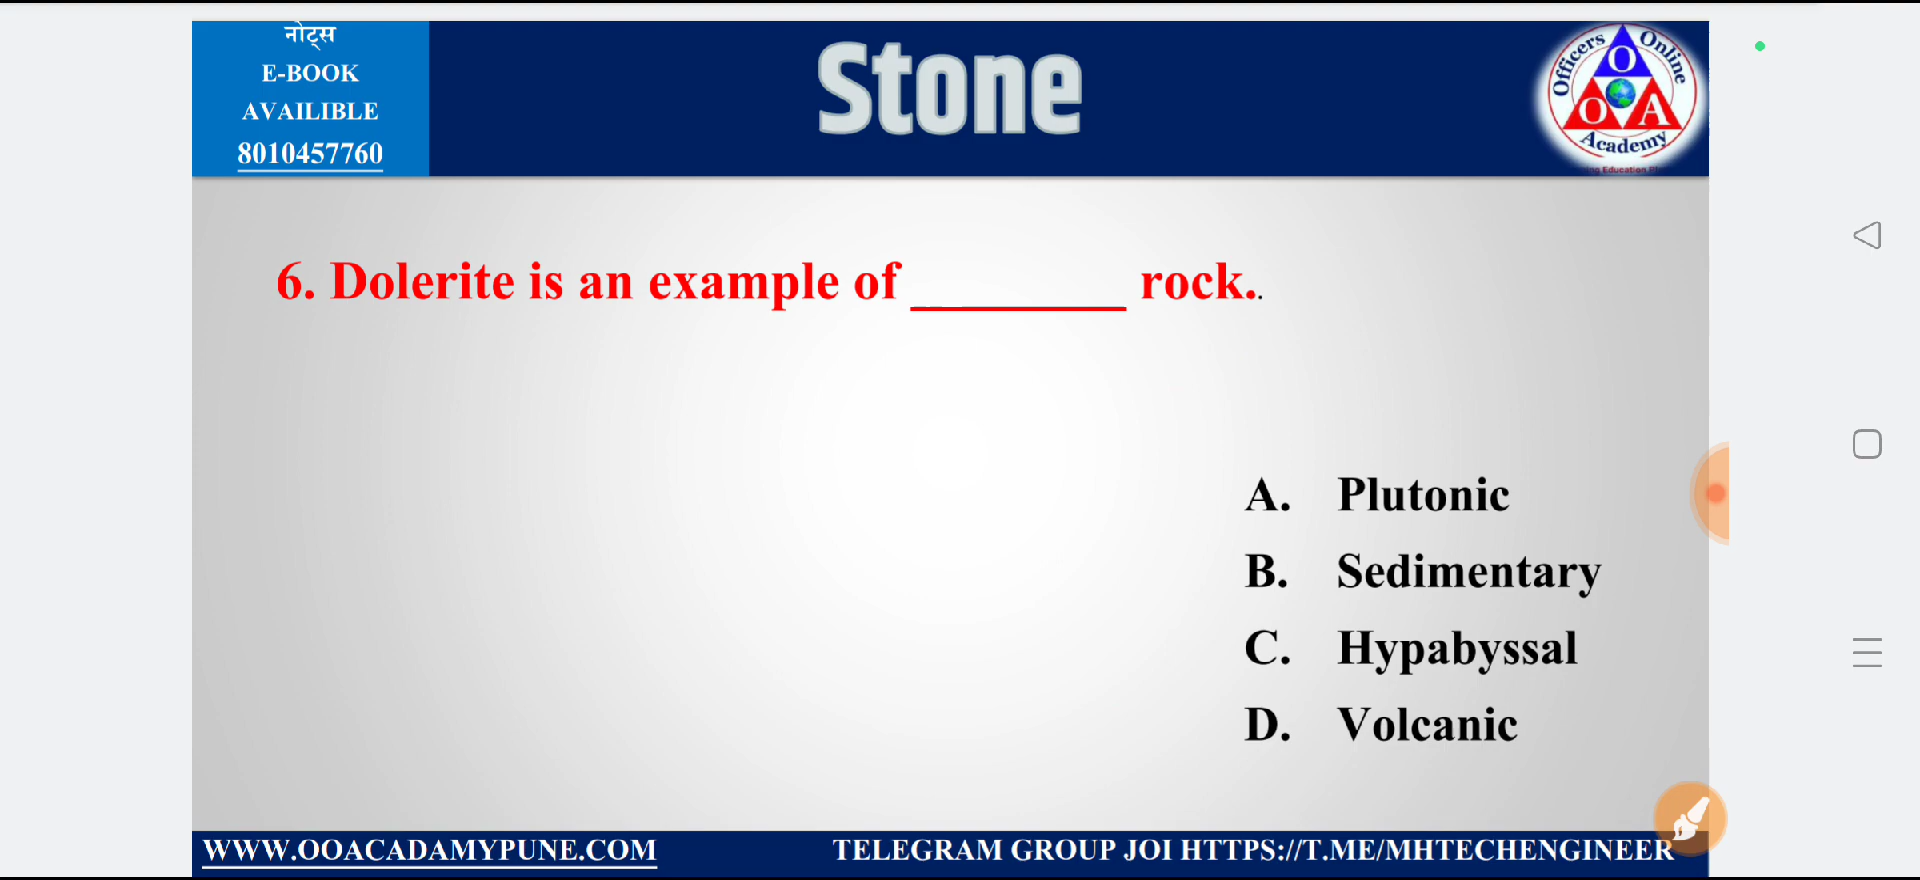 नोट्स
E-BOOK
AVAILIBLE
8010457760
Stone
Officers Online
O
O A
Academy
6. Dolerite is an example of ________ rock..
A. Plutonic
B. Sedimentary
C. Hypabyssal
D. Volcanic
WWW.OOACADAMYPUNE.COM
TELEGRAM GROUP JOI HTTPS://T.ME/MHTECHENGINEER